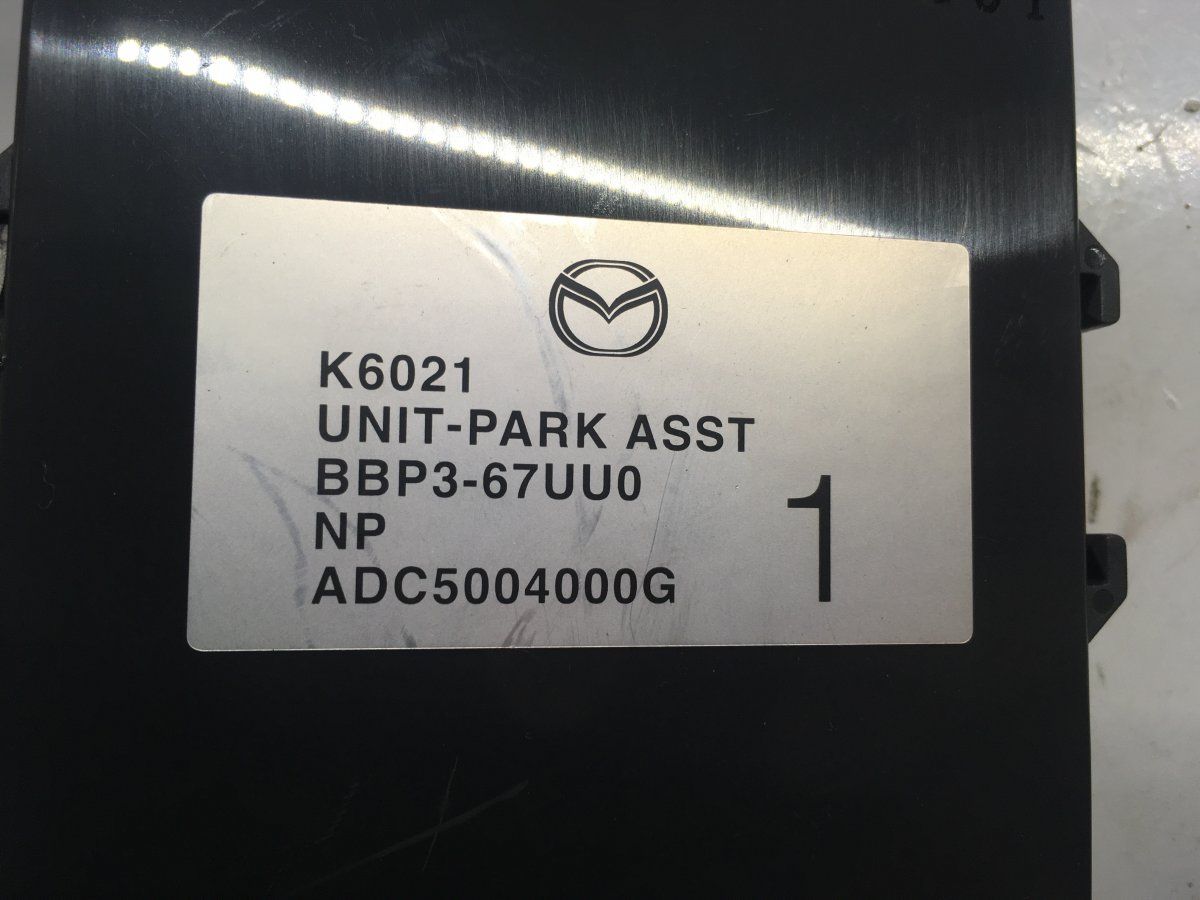 K6021
UNIT-PARK ASST
BBP3-67UU0
NP
1
ADC5004000G